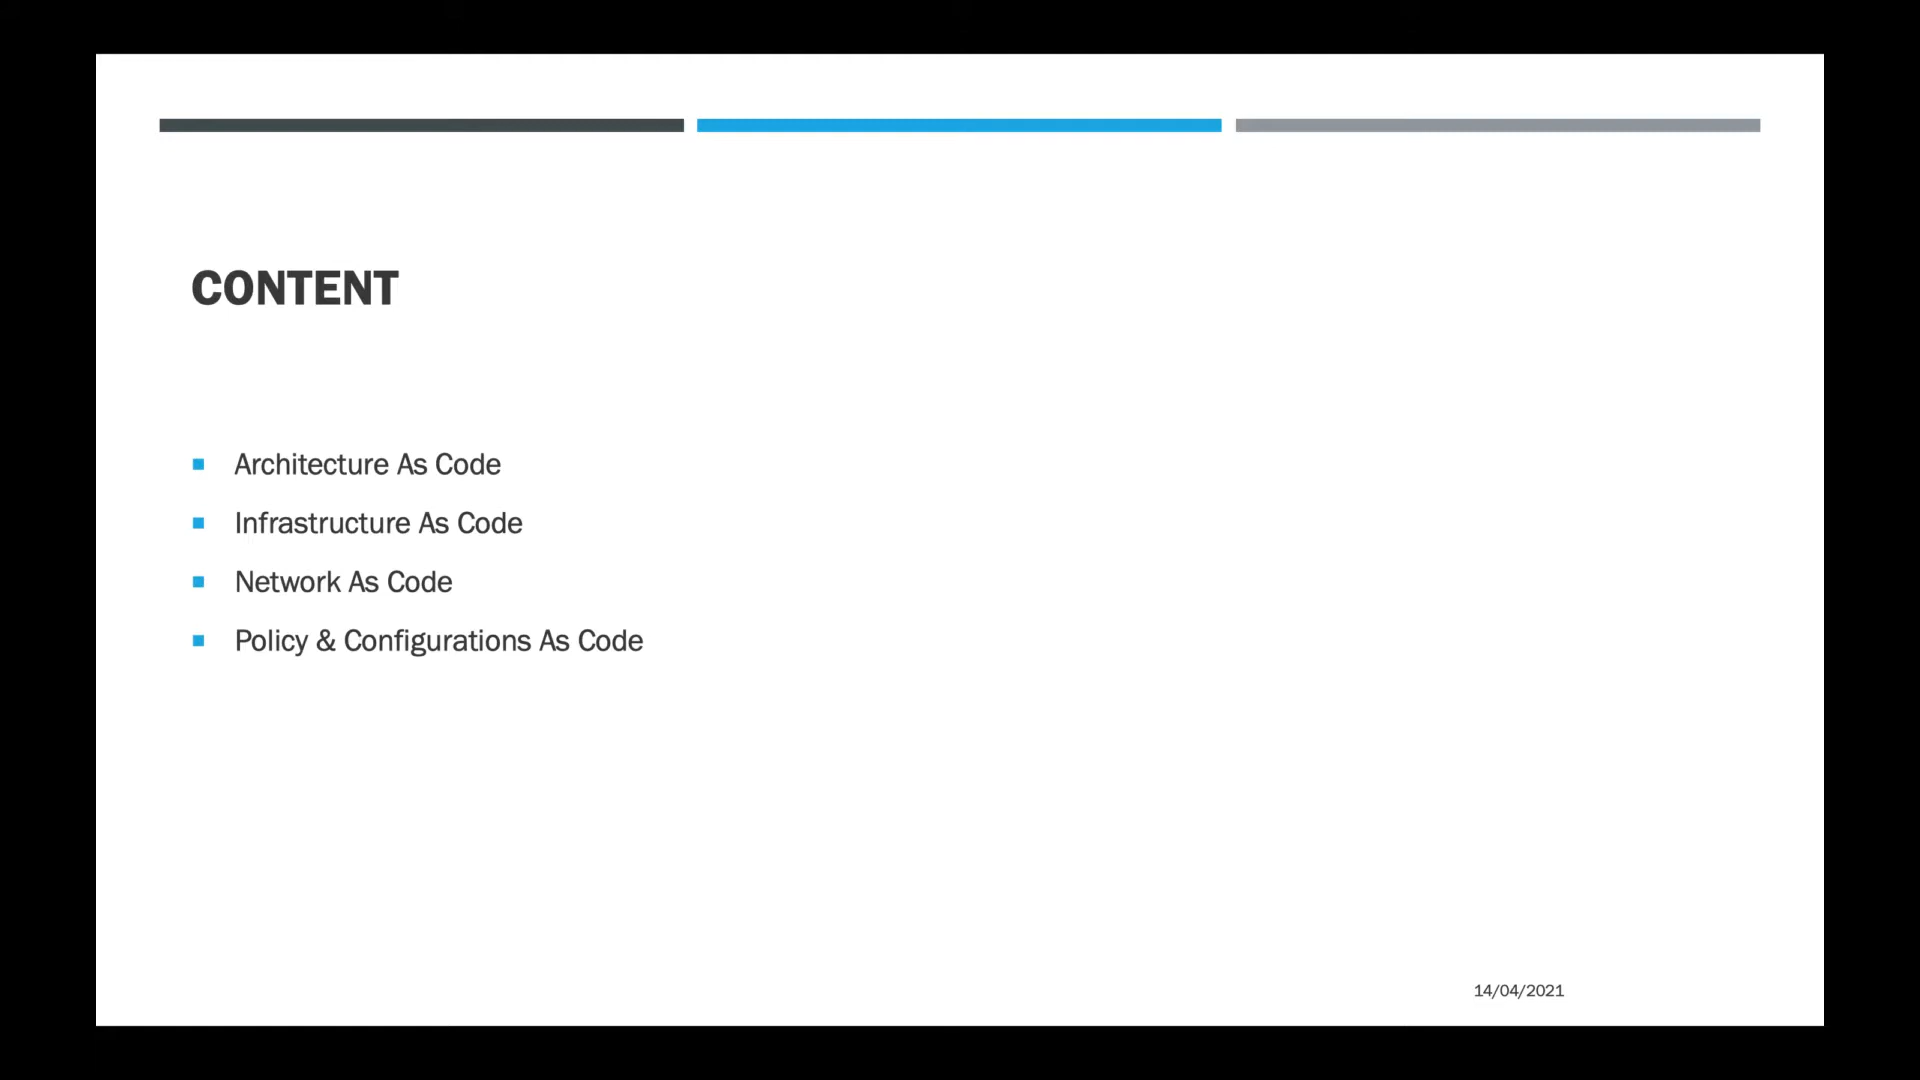 CONTENT
Architecture As Code
Infrastructure As Code
Network As Code
Policy & Configurations As Code
14/04/2021